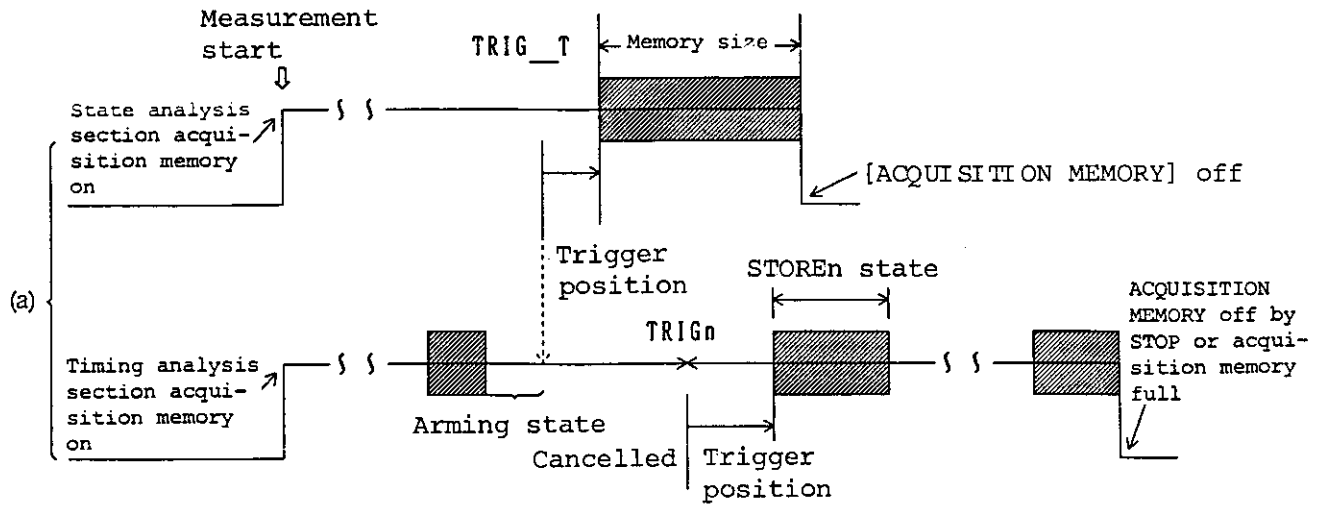 Measurement
start
TRIG__T
Memory size
State analysis
section acqui-
sition memory
on
[ACQUISITION MEMORY] off
Trigger
position
STOREn state
(a)
TRIGn
ACQUISITION
MEMORY off by
STOP or acqui-
sition memory
full
Timing analysis
section acqui-
sition memory
on
Arming state
Cancelled
Trigger
position